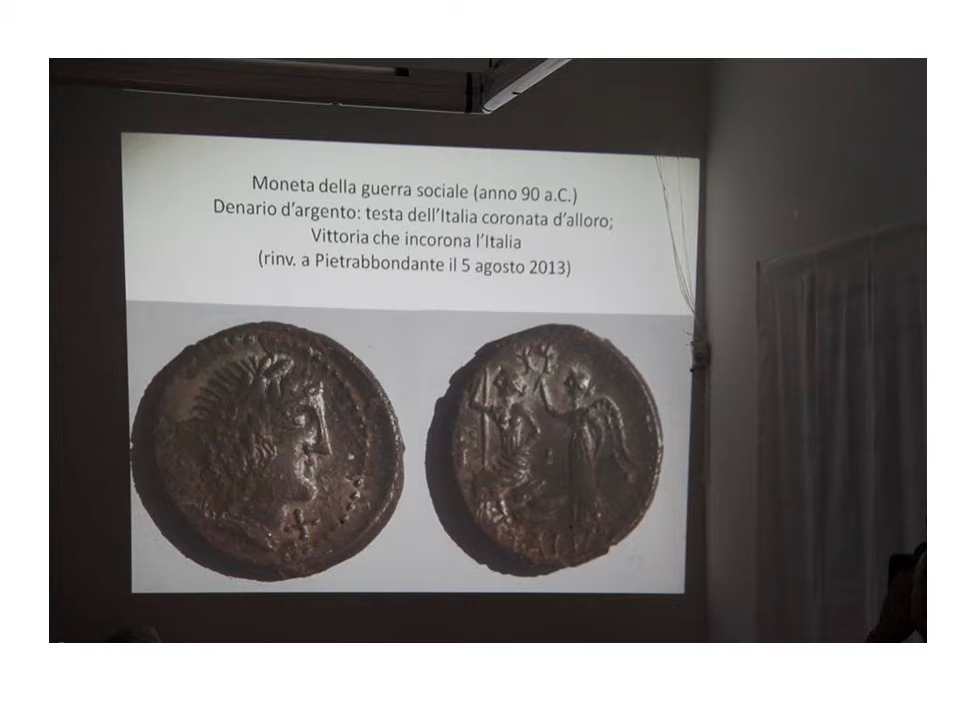 Moneta della guerra sociale (anno 90 a.C.)
Denario d'argento: testa dell'Italia coronata d'alloro;
Vittoria che incorona l'Italia
(rinv. a Pietrabbondante il 5 agosto 2013)
X